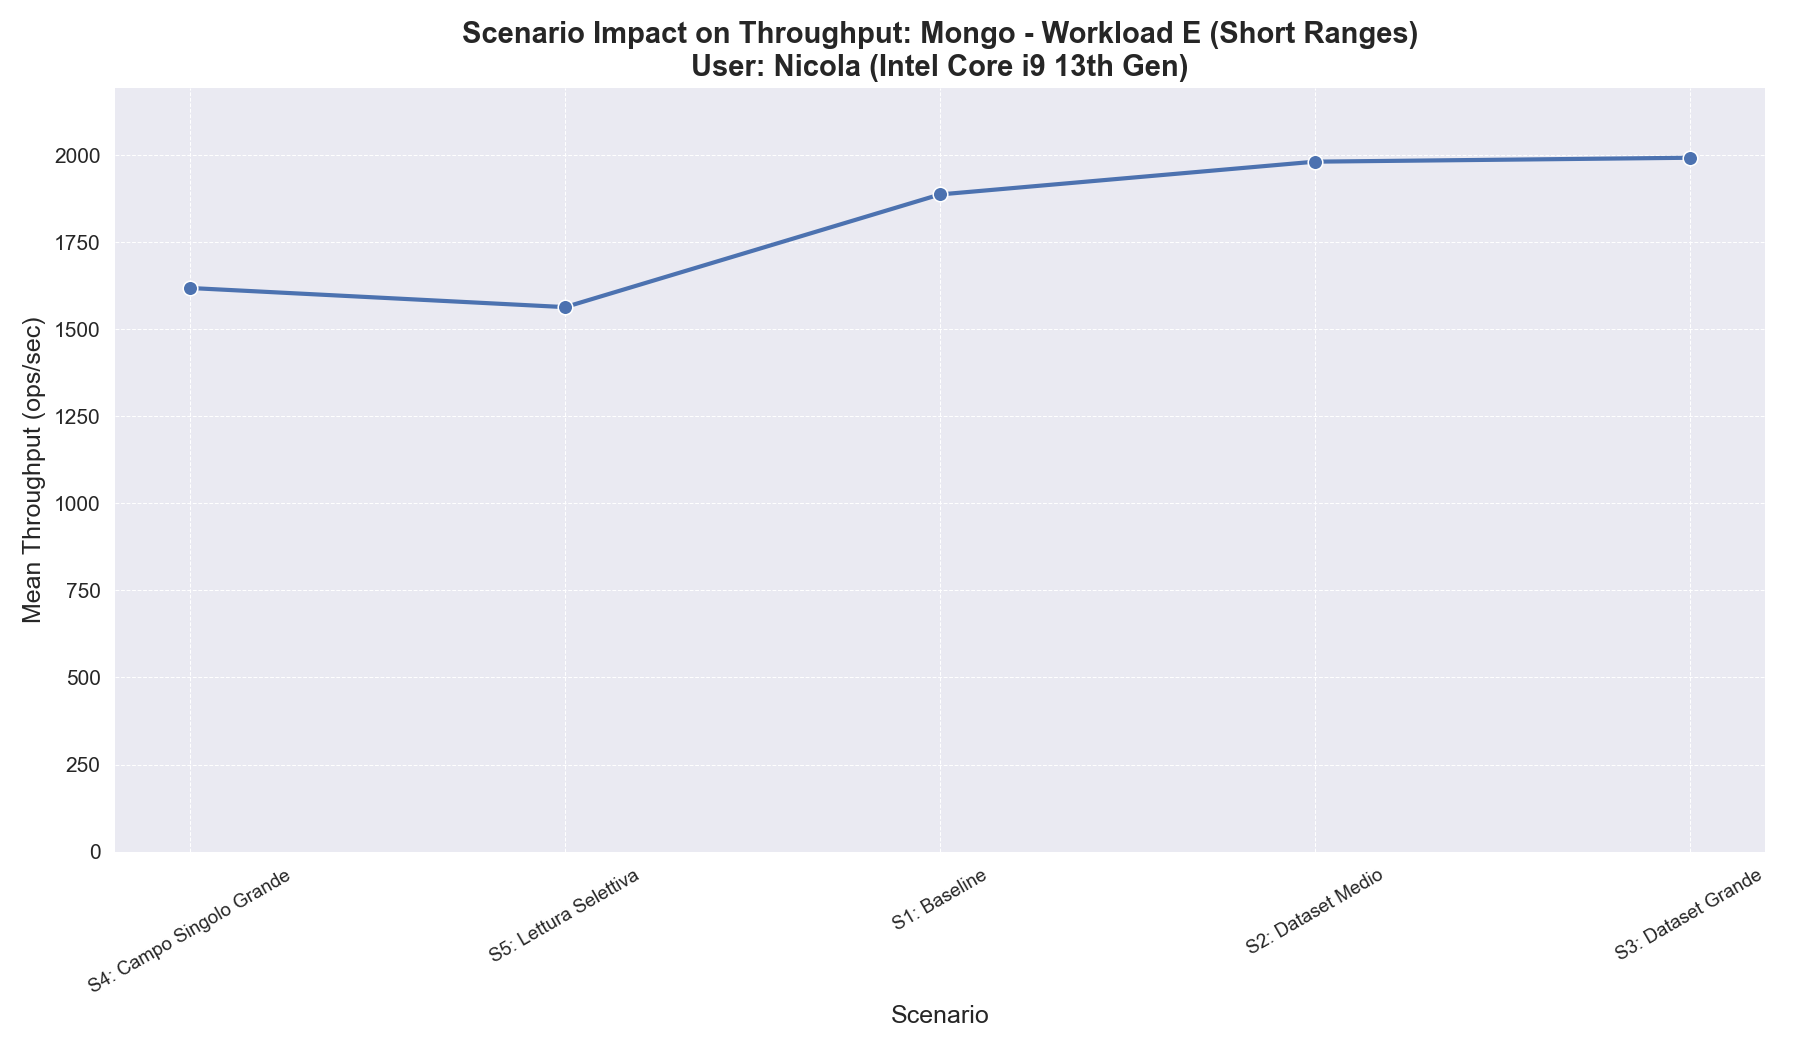 Scenario Impact on Throughput: Mongo - Workload E (Short Ranges)
User: Nicola (Intel Core i9 13th Gen)
Mean Throughput (ops/sec)
2000
1750
1500
1250
1000
750
500
250
0
S4: Campo Singolo Grande
S5: Lettura Selettiva
S1: Baseline
S2: Dataset Medio
S3: Dataset Grande
Scenario